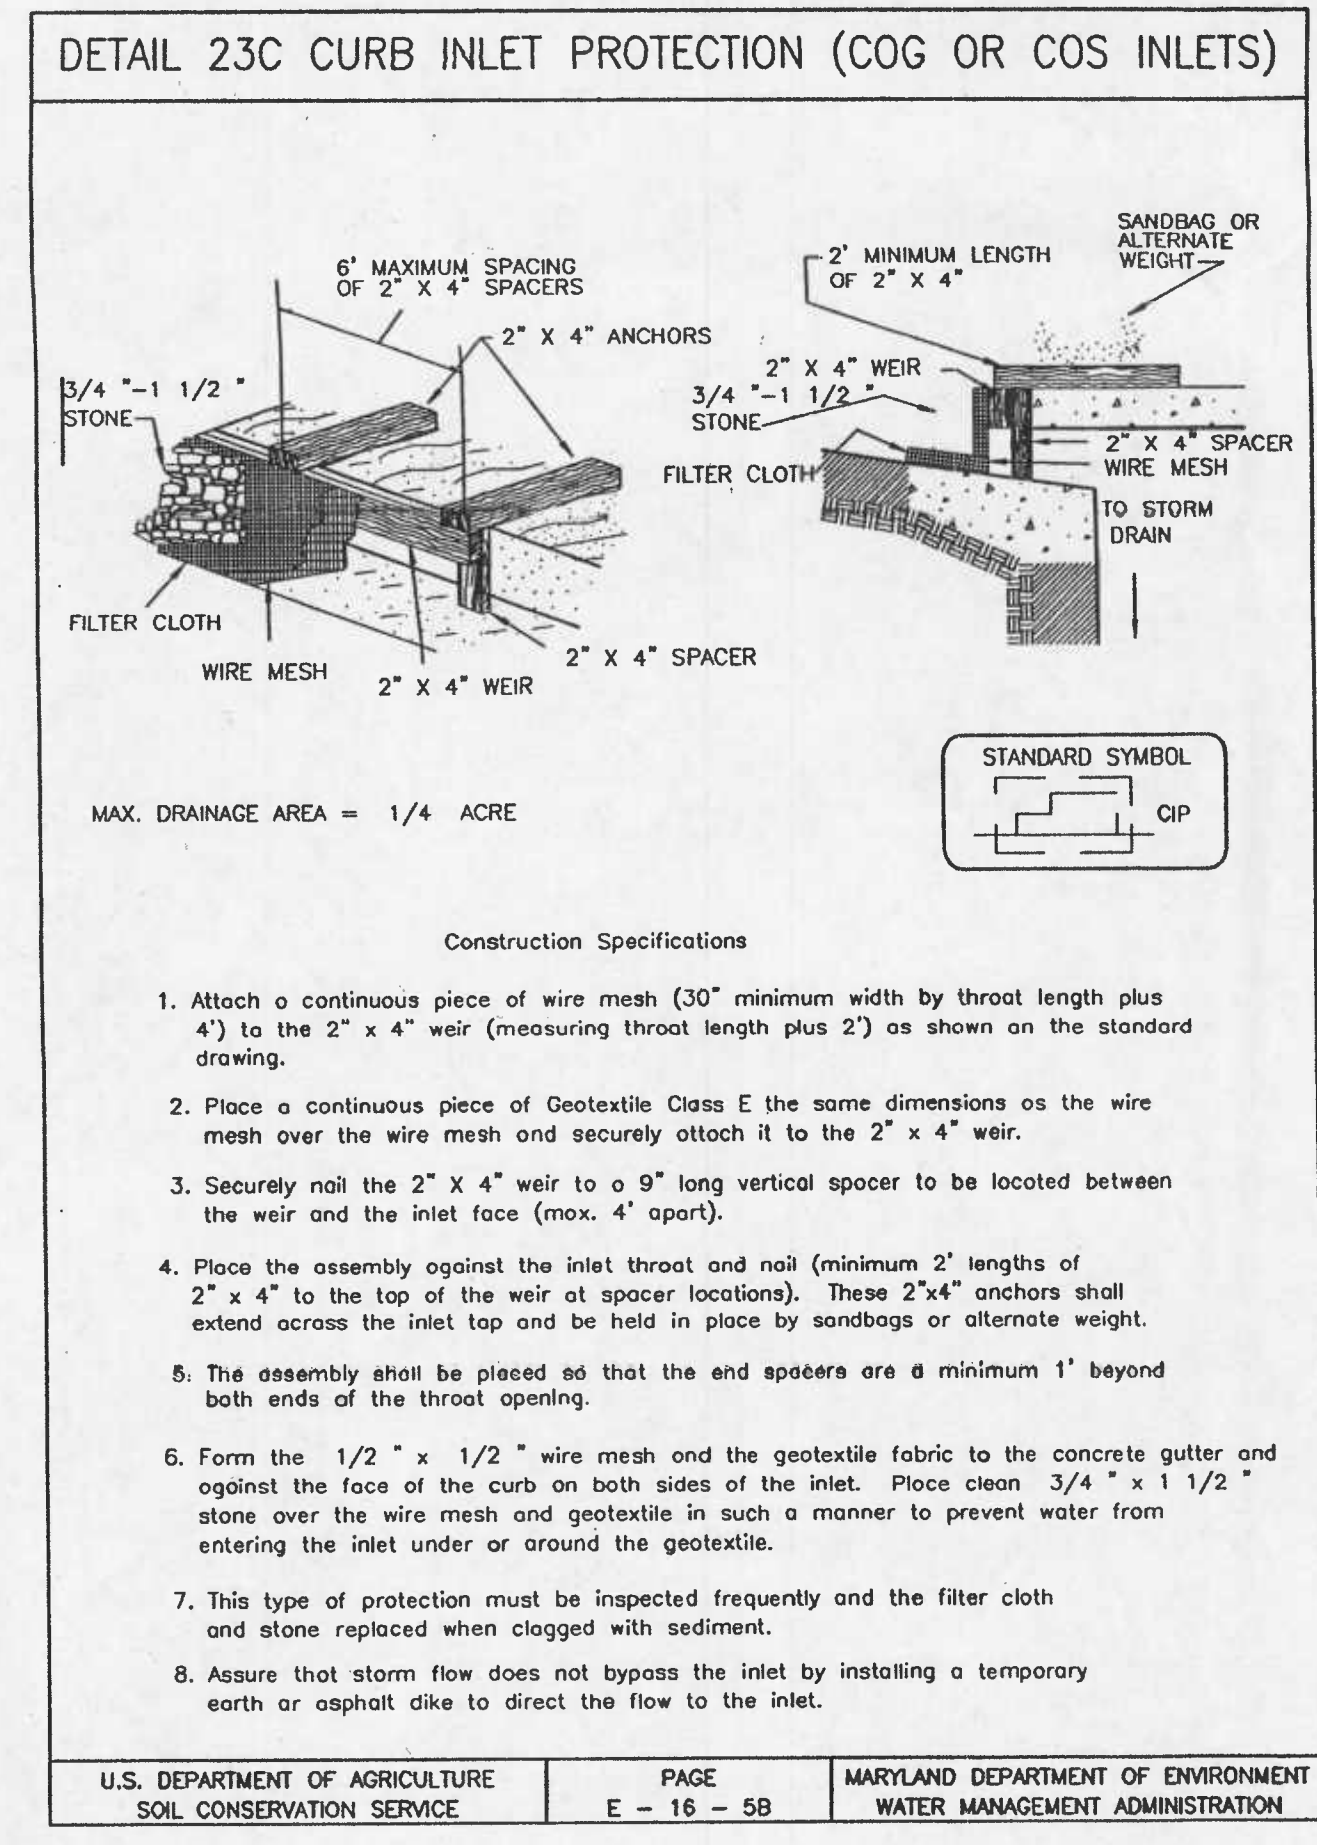 DETAIL 23C CURB INLET PROTECTION (COG OR COS INLETS)
6' MAXIMUM SPACING
OF 2" X 4" SPACERS
2" X 4" ANCHORS
3/4 "-1 1/2 "
STONE
FILTER CLOTH
WIRE MESH
2" X 4" WEIR
2" X 4" SPACER
2' MINIMUM LENGTH
OF 2" X 4"
SANDBAG OR
ALTERNATE
WEIGHT
2" X 4" WEIR
3/4 "-1 1/2 "
STONE
FILTER CLOTH
2" X 4" SPACER
WIRE MESH
TO STORM
DRAIN
STANDARD SYMBOL
CIP
MAX. DRAINAGE AREA = 1/4 ACRE
Construction Specifications
1. Attach a continuous piece of wire mesh (30" minimum width by throat length plus
4') to the 2" x 4" weir (measuring throat length plus 2') as shown on the standard
drawing.
2. Place a continuous piece of Geotextile Class E the same dimensions as the wire
mesh over the wire mesh and securely attach it to the 2" x 4" weir.
3. Securely nail the 2" X 4" weir to a 9" long vertical spacer to be located between
the weir and the inlet face (max. 4' apart).
4. Place the assembly against the inlet throat and nail (minimum 2' lengths of
2" x 4" to the top of the weir at spacer locations). These 2"x4" anchors shall
extend across the inlet top and be held in place by sandbags or alternate weight.
5. The assembly shall be placed so that the end spacers are a minimum 1' beyond
both ends of the throat opening.
6. Form the 1/2 " x 1/2 " wire mesh and the geotextile fabric to the concrete gutter and
against the face of the curb on both sides of the inlet. Place clean 3/4 " x 1 1/2 "
stone over the wire mesh and geotextile in such a manner to prevent water from
entering the inlet under or around the geotextile.
7. This type of protection must be inspected frequently and the filter cloth
and stone replaced when clogged with sediment.
8. Assure that storm flow does not bypass the inlet by installing a temporary
earth or asphalt dike to direct the flow to the inlet.
U.S. DEPARTMENT OF AGRICULTURE
SOIL CONSERVATION SERVICE
PAGE
E - 16 - 5B
MARYLAND DEPARTMENT OF ENVIRONMENT
WATER MANAGEMENT ADMINISTRATION